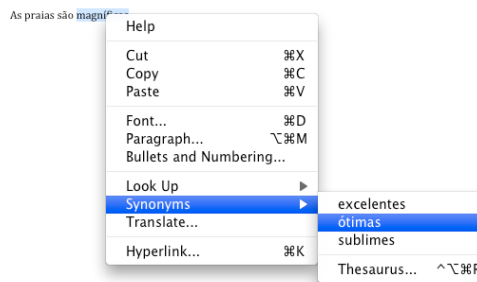 As praias são magníficas
Help
Cut ⌘X
Copy ⌘C
Paste ⌘V
Font... ⌘D
Paragraph... ⌥⌘M
Bullets and Numbering...
Look Up ▶
Synonyms ▶
excelentes
Translate...
ótimas
sublimes
Hyperlink... ⌘K
Thesaurus... ^⌥⌘R